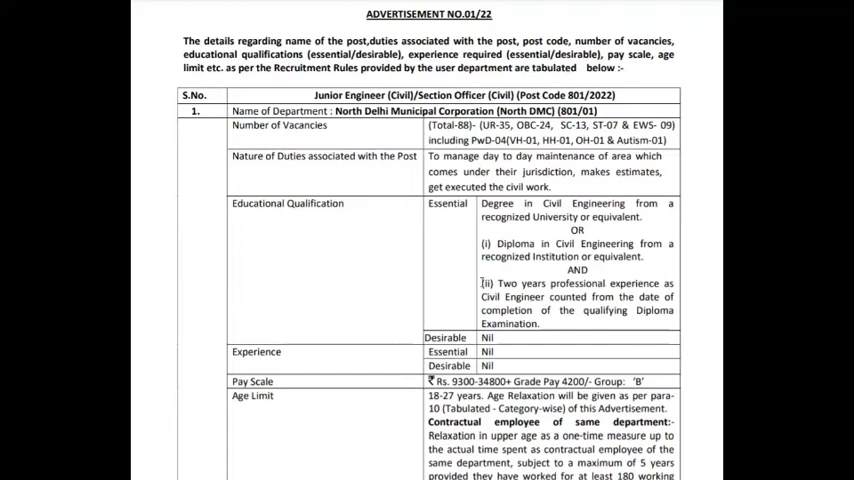 ADVERTISEMENT NO.01/22
The details regarding name of the post,duties associated with the post, post code, number of vacancies,
educational qualifications (essential/desirable), experience required (essential/desirable), pay scale, age
limit etc. as per the Recruitment Rules provided by the user department are tabulated below :-
S.No. Junior Engineer (Civil)/Section Officer (Civil) (Post Code 801/2022)
1. Name of Department : North Delhi Municipal Corporation (North DMC) (801/01)
Number of Vacancies (Total-88)- (UR-35, OBC-24, SC-13, ST-07 & EWS- 09)
including PwD-04(VH-01, HH-01, OH-01 & Autism-01)
Nature of Duties associated with the Post To manage day to day maintenance of area which
comes under their jurisdiction, makes estimates,
get executed the civil work.
Educational Qualification Essential Degree in Civil Engineering from a
recognized University or equivalent.
OR
(i) Diploma in Civil Engineering from a
recognized Institution or equivalent.
AND
(ii) Two years professional experience as
Civil Engineer counted from the date of
completion of the qualifying Diploma
Examination.
Desirable Nil
Experience Essential Nil
Desirable Nil
Pay Scale ₹ Rs. 9300-34800+ Grade Pay 4200/- Group: 'B'
Age Limit 18-27 years. Age Relaxation will be given as per para-
10 (Tabulated - Category-wise) of this Advertisement.
Contractual employee of same department:-
Relaxation in upper age as a one-time measure up to
the actual time spent as contractual employee of the
same department, subject to a maximum of 5 years
provided they have worked for at least 180 working